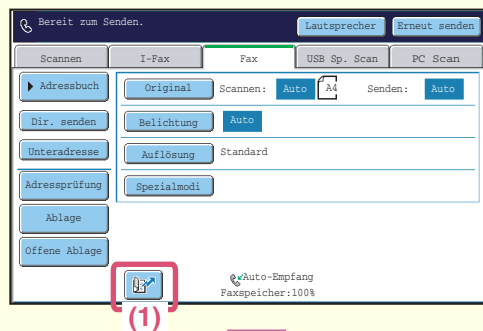 Bereit zum Senden.
Lautsprecher
Erneut senden
Scannen
I-Fax
Fax
USB Sp. Scan
PC Scan
Adressbuch
Original
Scannen:
Auto
A4
Senden:
Auto
Dir. senden
Belichtung
Auto
Unteradresse
Auflösung
Standard
Adressprüfung
Spezialmodi
Ablage
Offene Ablage
Auto-Empfang
Faxspeicher:100%
(1)